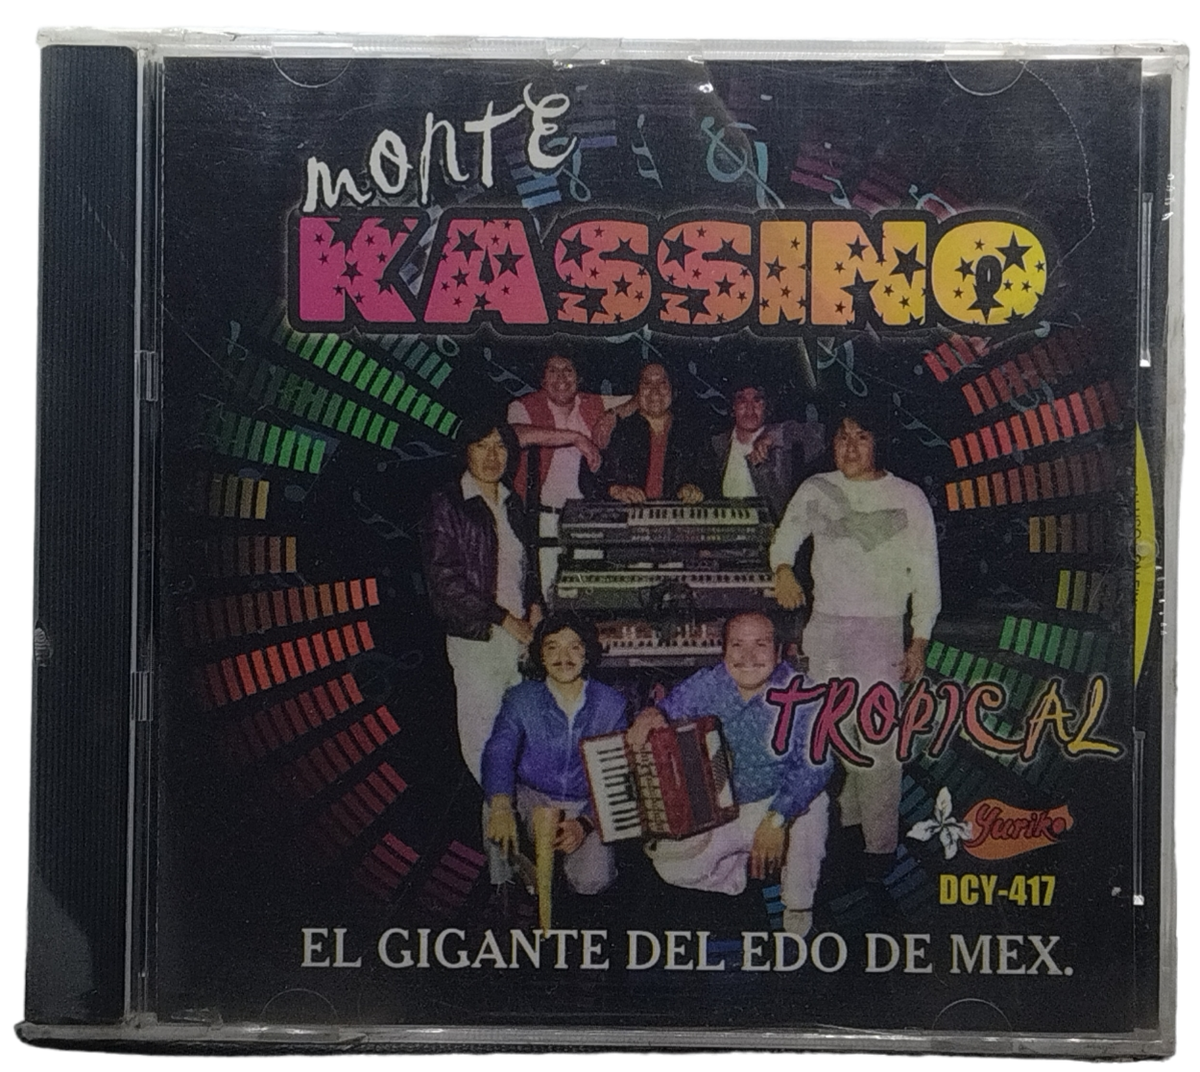 monte
KASSINO
TROPICAL
Yuriko
DCY-417
EL GIGANTE DEL EDO DE MEX.